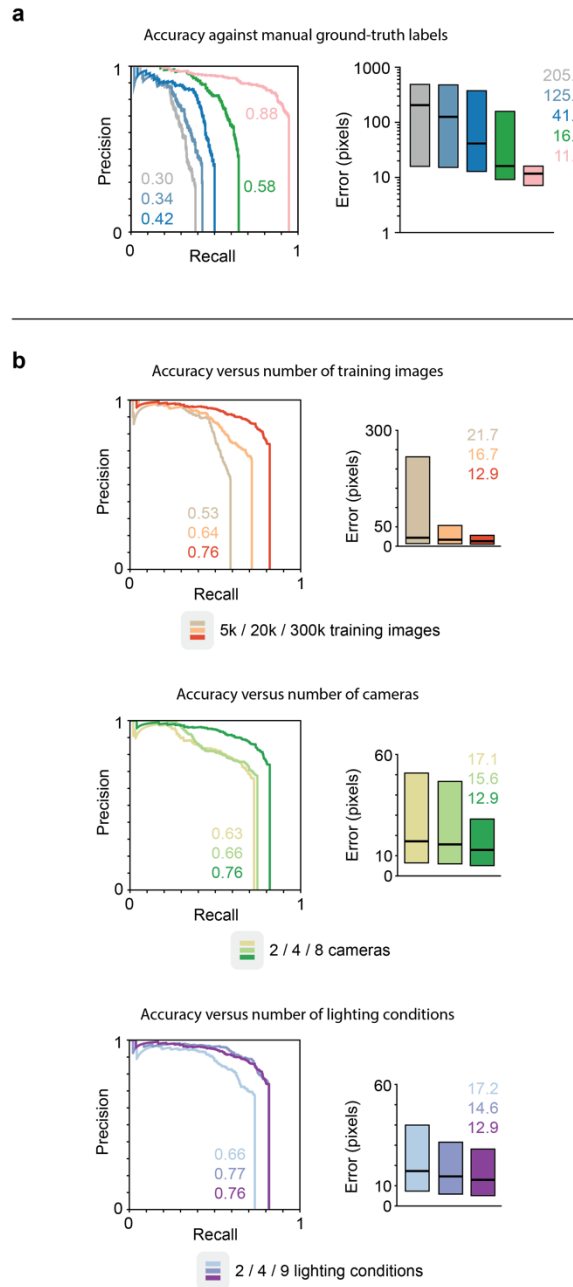 a
Accuracy against manual ground-truth labels
1
Precision
0
0.30
0.34
0.42
0.58
0.88
Recall
1
1000
100
10
1
Error (pixels)
205.
125.
41.
16.
11.
b
Accuracy versus number of training images
1
Precision
0
0.53
0.64
0.76
Recall
1
300
50
0
Error (pixels)
21.7
16.7
12.9
5k / 20k / 300k training images
Accuracy versus number of cameras
1
Precision
0
0.63
0.66
0.76
Recall
1
60
10
0
Error (pixels)
17.1
15.6
12.9
2 / 4 / 8 cameras
Accuracy versus number of lighting conditions
1
Precision
0
0.66
0.77
0.76
Recall
1
60
10
0
Error (pixels)
17.2
14.6
12.9
2 / 4 / 9 lighting conditions